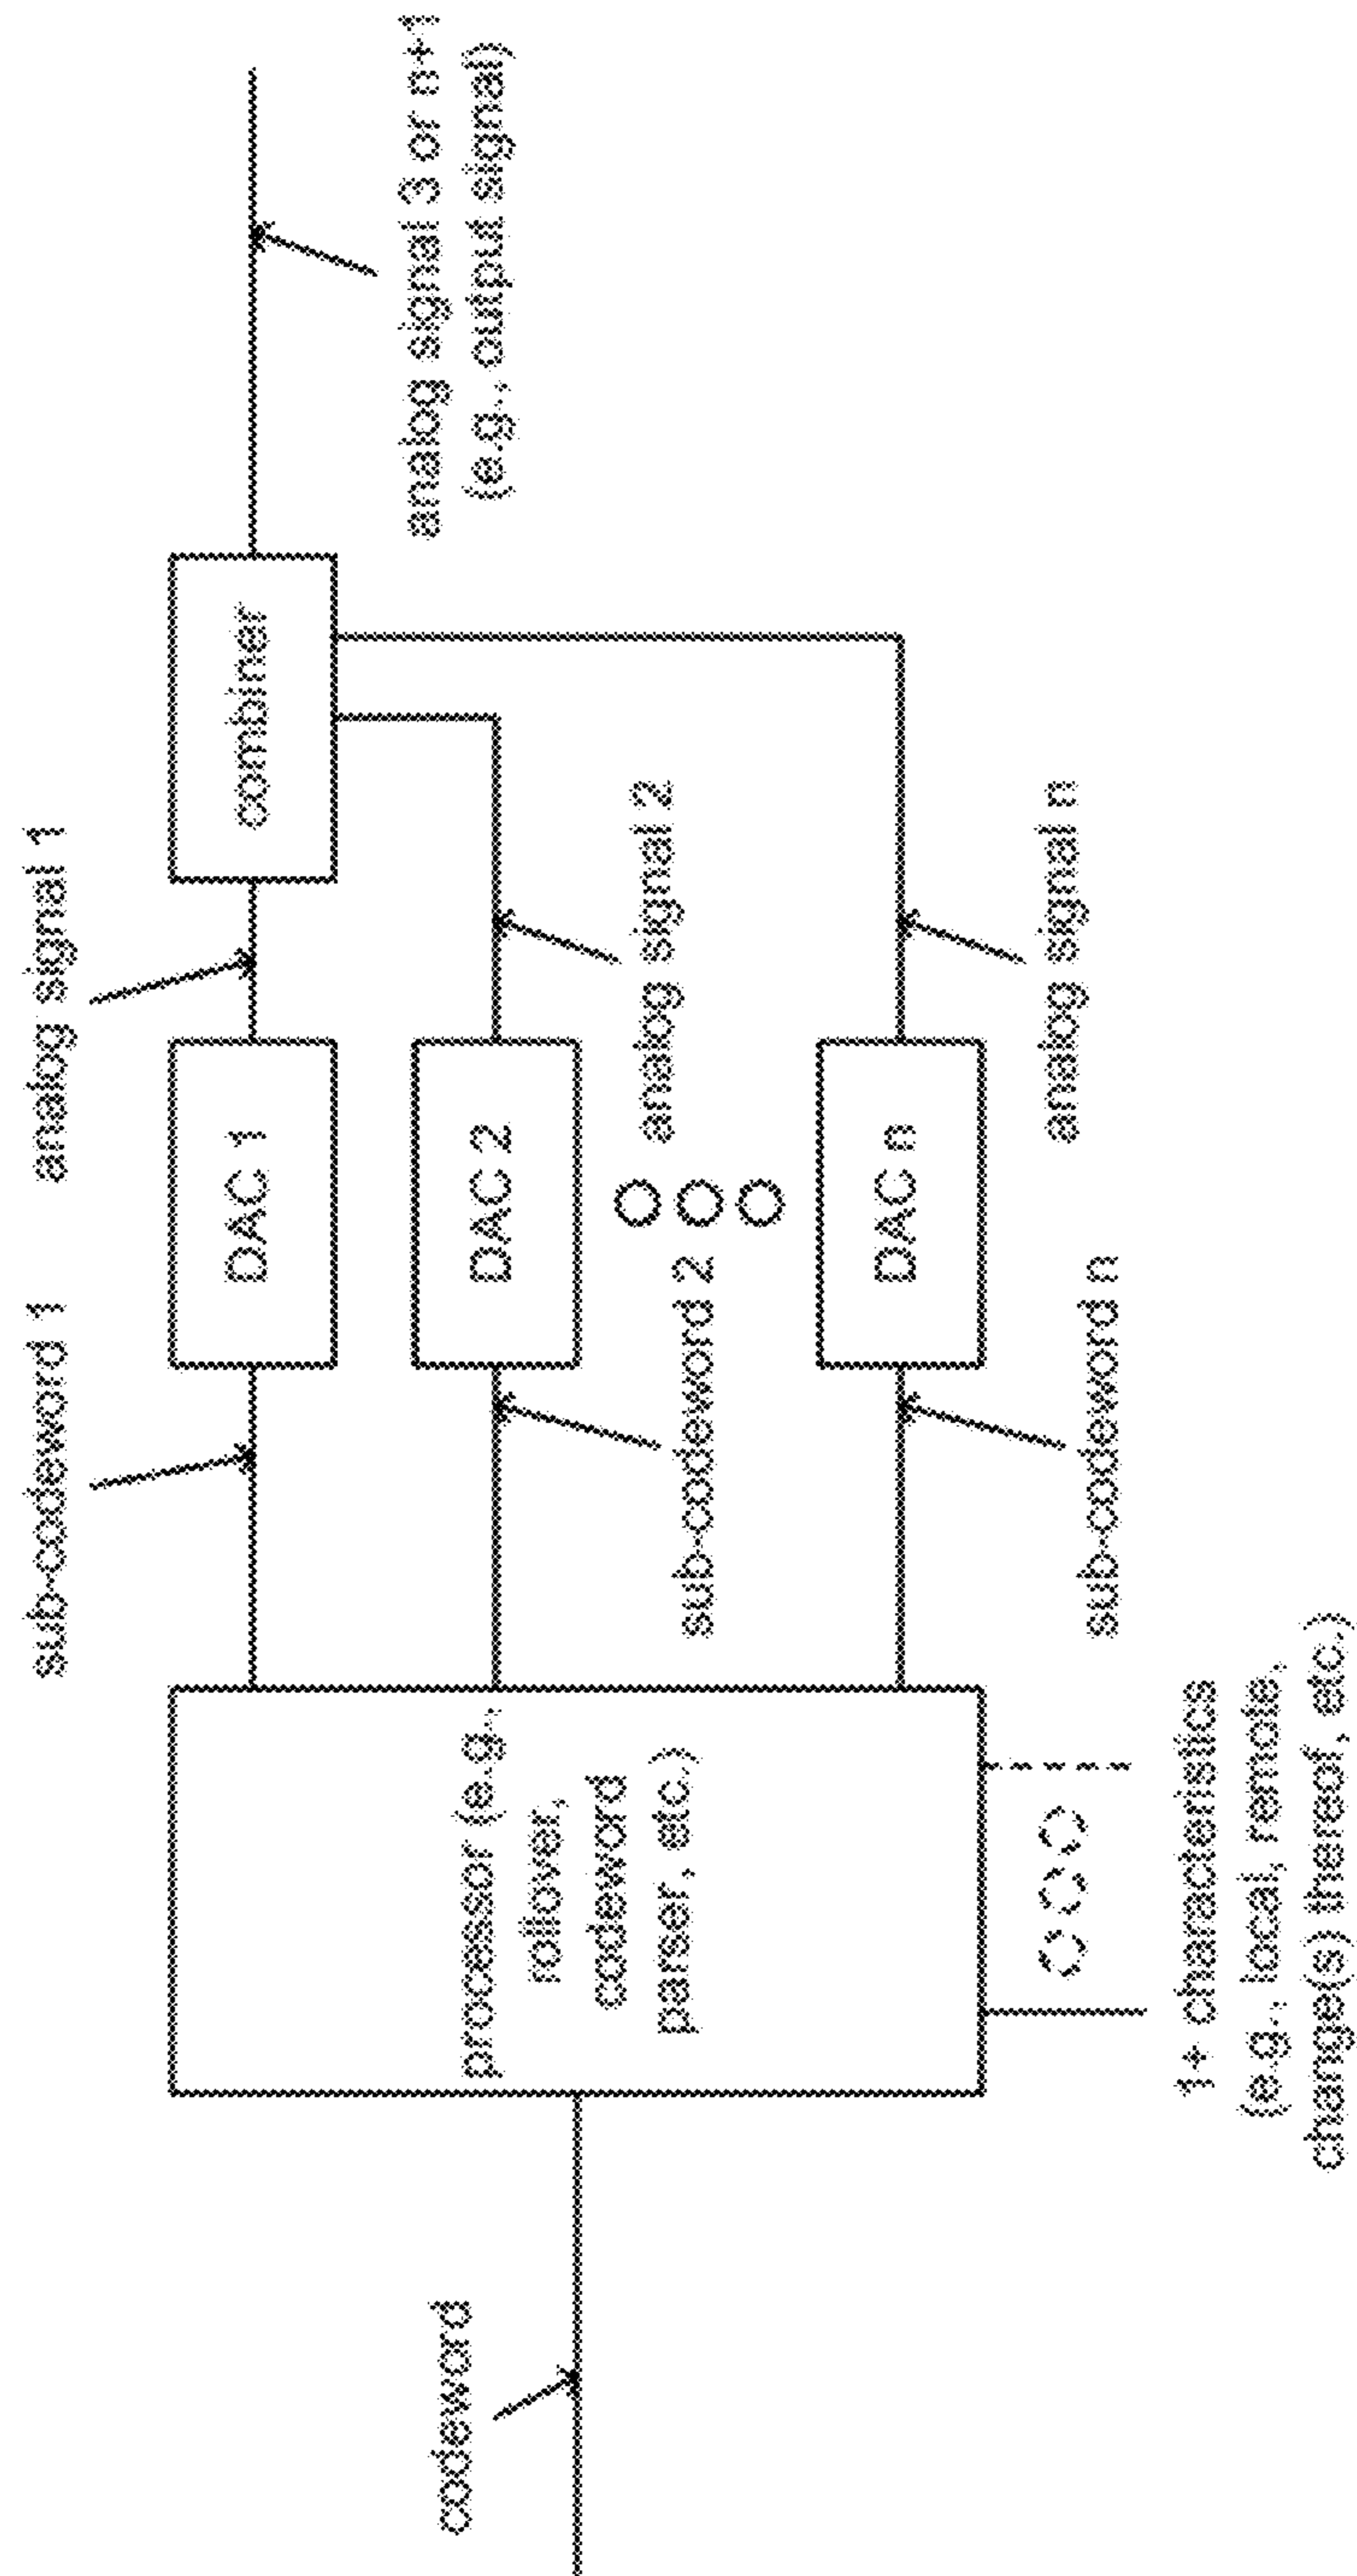 codeword
processor (e.g.,
rollover,
codeword
parser, etc.)
1+ characteristics
(e.g., local, remote,
change(s) thereof, etc.)
sub-codeword 1
sub-codeword 2
sub-codeword n
DAC 1
DAC 2
DAC n
analog signal 1
analog signal 2
analog signal n
combiner
analog signal 3 or n+1
(e.g., output signal)